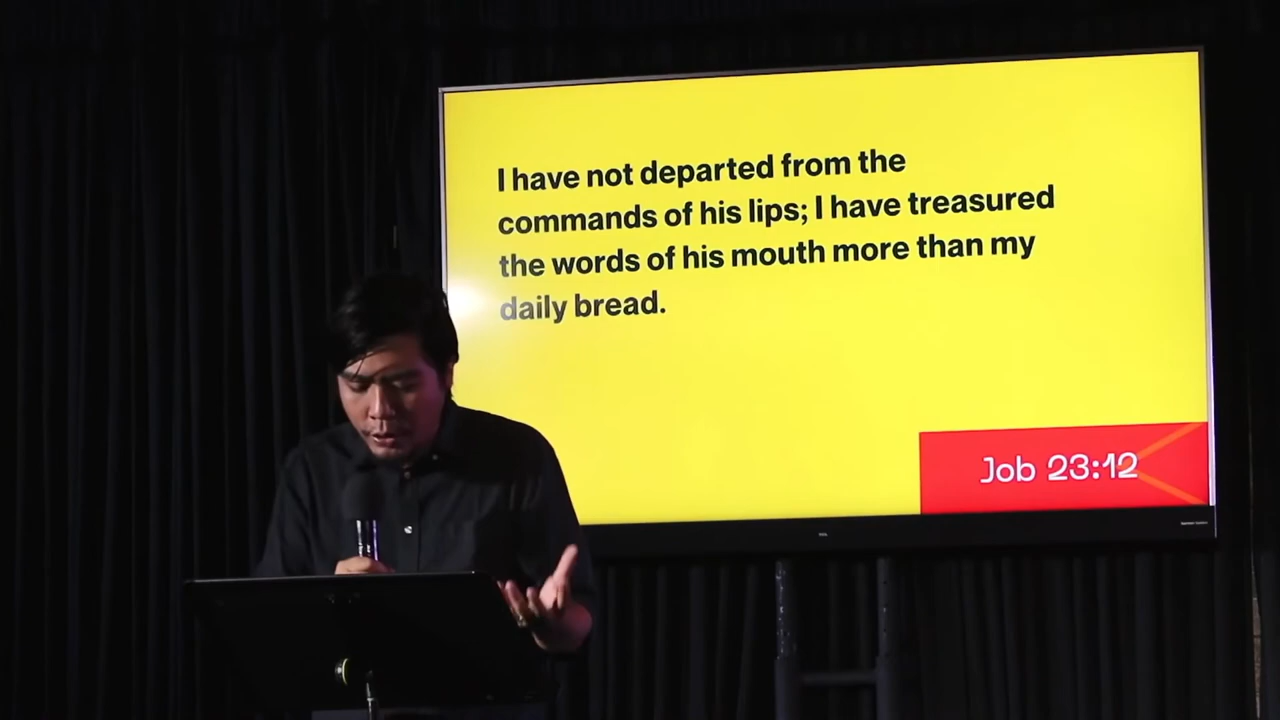 I have not departed from the
commands of his lips; I have treasured
the words of his mouth more than my
daily bread.
Job 23:12
TCL